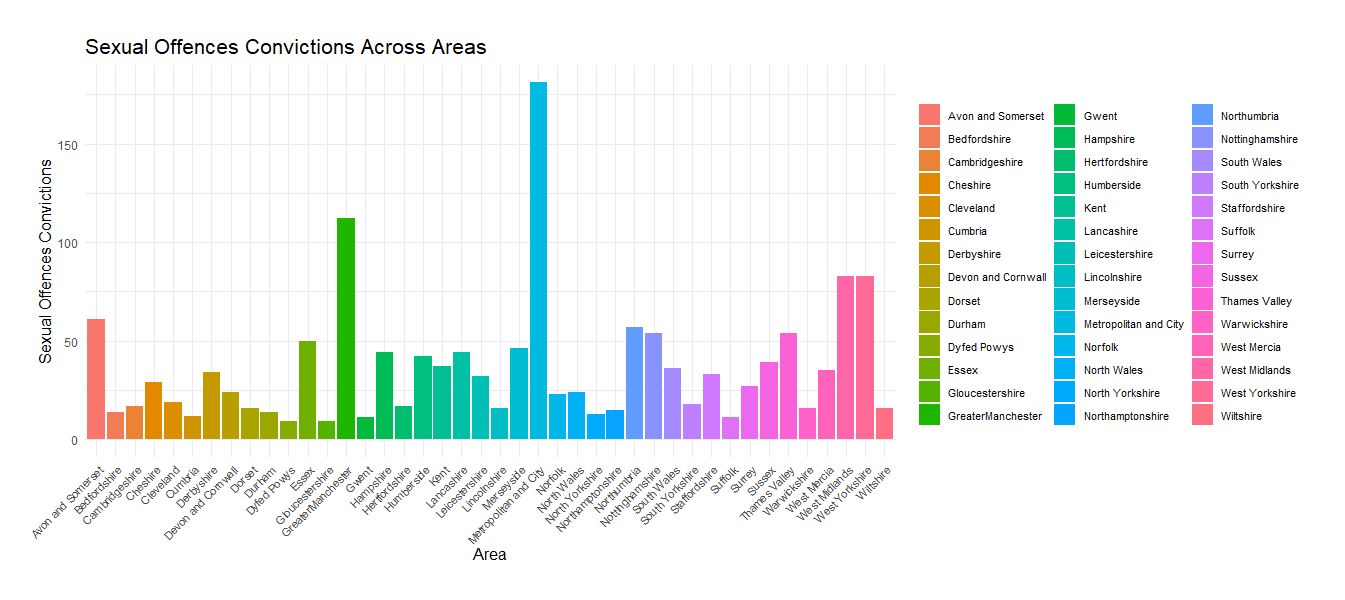 Sexual Offences Convictions Across Areas
Sexual Offences Convictions
150
100
50
0
Avon and Somerset
Bedfordshire
Cambridgeshire
Cheshire
Cleveland
Cumbria
Derbyshire
Devon and Cornwall
Dorset
Durham
Dyfed Powys
Essex
Gloucestershire
GreaterManchester
Gwent
Hampshire
Hertfordshire
Humberside
Kent
Lancashire
Leicestershire
Lincolnshire
Merseyside
Metropolitan and City
Norfolk
North Wales
North Yorkshire
Northamptonshire
Northumbria
Nottinghamshire
South Wales
South Yorkshire
Staffordshire
Suffolk
Surrey
Sussex
Thames Valley
Warwickshire
West Mercia
West Midlands
West Yorkshire
Wiltshire
Area
Avon and Somerset
Bedfordshire
Cambridgeshire
Cheshire
Cleveland
Cumbria
Derbyshire
Devon and Cornwall
Dorset
Durham
Dyfed Powys
Essex
Gloucestershire
GreaterManchester
Gwent
Hampshire
Hertfordshire
Humberside
Kent
Lancashire
Leicestershire
Lincolnshire
Merseyside
Metropolitan and City
Norfolk
North Wales
North Yorkshire
Northamptonshire
Northumbria
Nottinghamshire
South Wales
South Yorkshire
Staffordshire
Suffolk
Surrey
Sussex
Thames Valley
Warwickshire
West Mercia
West Midlands
West Yorkshire
Wiltshire